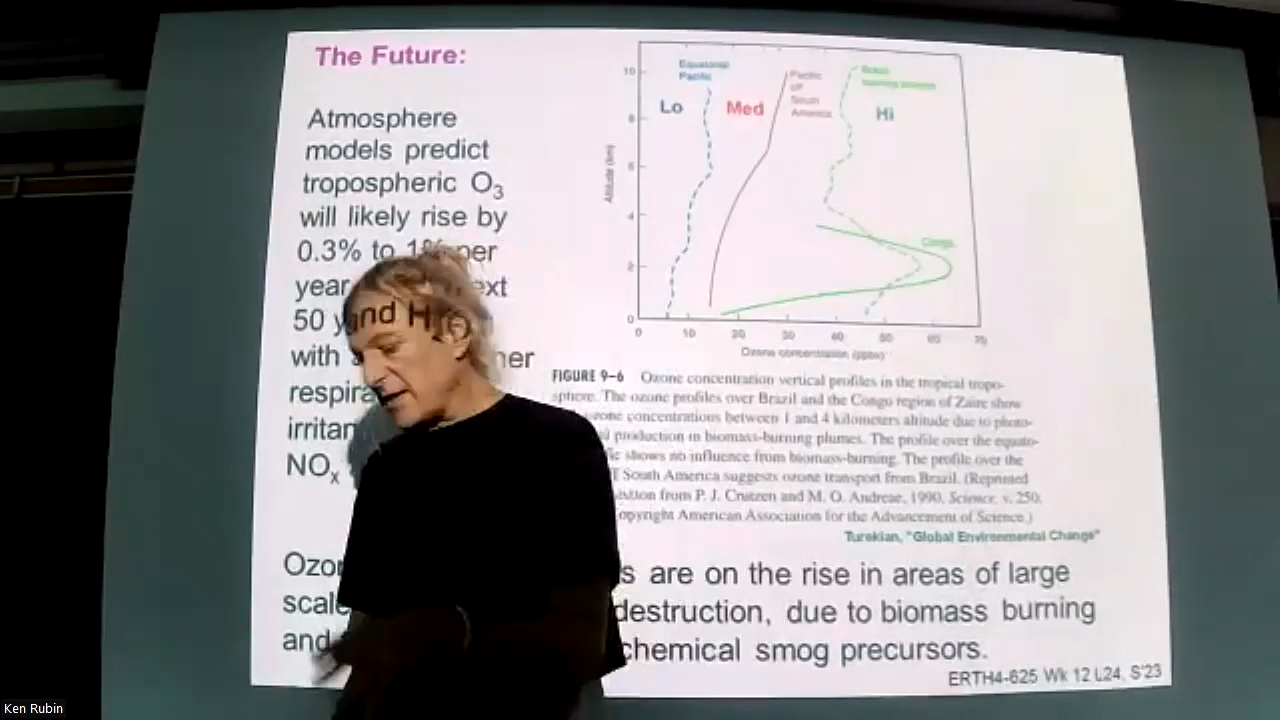 The Future:
Atmosphere
models predict
tropospheric O3
will likely rise by
0.3% to 1% per
year ext
50 and H
with her
respira
irritan
NOx
Equatorial
Pacific
Lo
Med
Pacific
off
South
America
Brazil
burning season
Hi
Congo
Altitude (km)
10
8
6
4
2
0
0 10 20 30 40 50 60 70
Ozone concentration (ppbv)
FIGURE 9–6 Ozone concentration vertical profiles in the tropical tropo-
sphere. The ozone profiles over Brazil and the Congo region of Zaire show
ozone concentrations between 1 and 4 kilometers altitude due to photo-
production in biomass-burning plumes. The profile over the equato-
shows no influence from biomass-burning. The profile over the
South America suggests ozone transport from Brazil. (Reprinted
from P. J. Crutzen and M. O. Andreae, 1990, Science, v. 250,
opyright American Association for the Advancement of Science.)
Turekian, "Global Environmental Change"
Ozon s are on the rise in areas of large
scale destruction, due to biomass burning
and chemical smog precursors.
ERTH4-625 Wk 12 L24, S'23
Ken Rubin